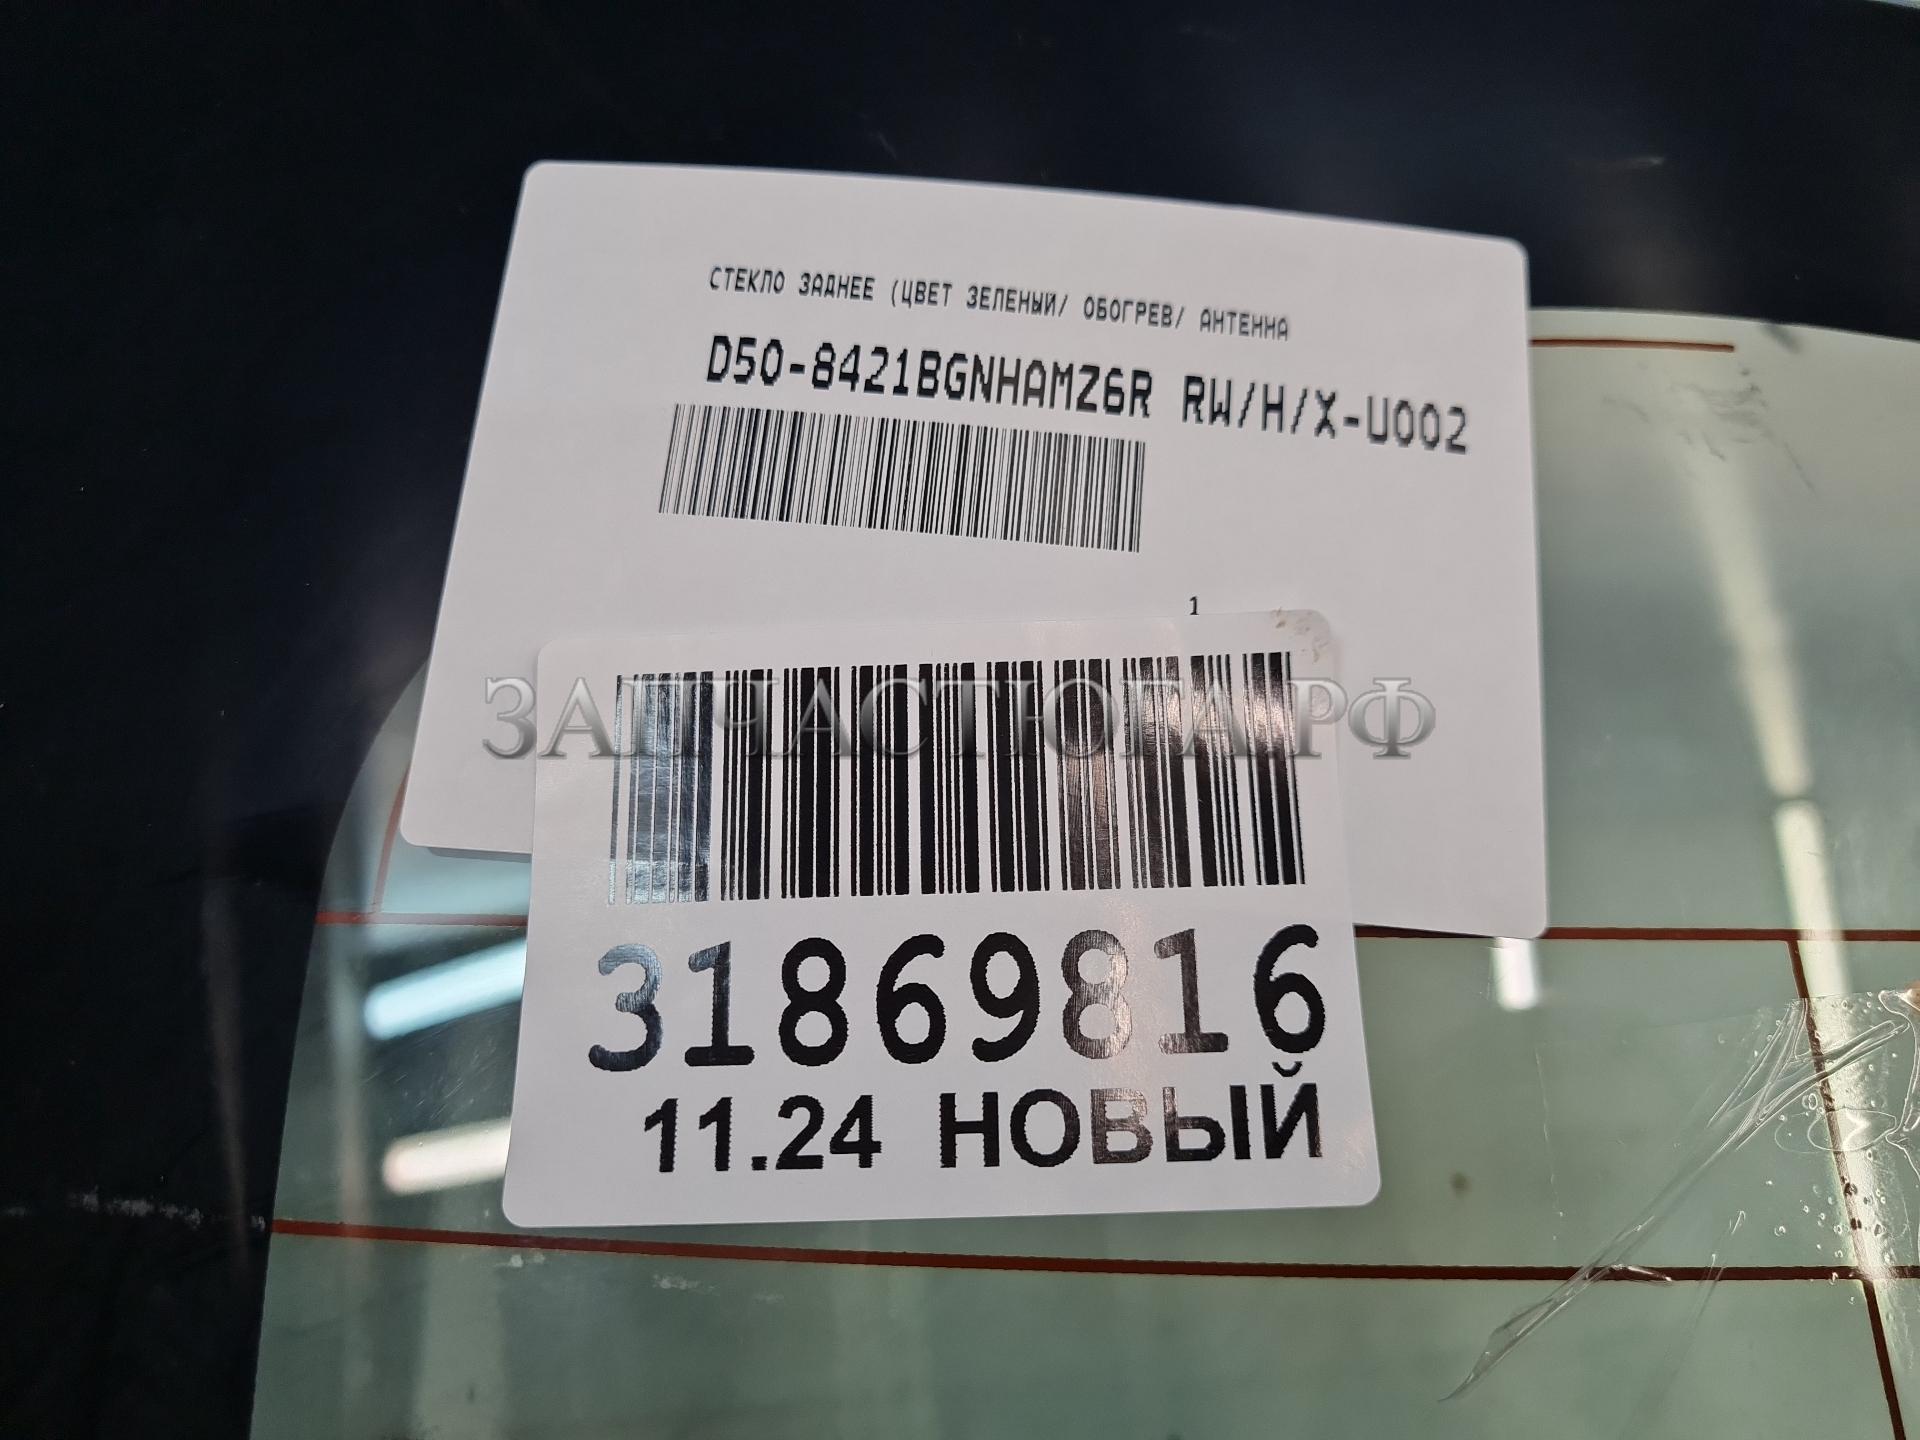 СТЕКЛО ЗАДНЕЕ (ЦВЕТ ЗЕЛЕНЫЙ/ ОБОГРЕВ/ АНТЕННА
D50-8421BGNHAMZ6R RW/H/X-U002
1
ЗАПЧАСТЮГА.РФ
31869816
11.24 НОВЫЙ